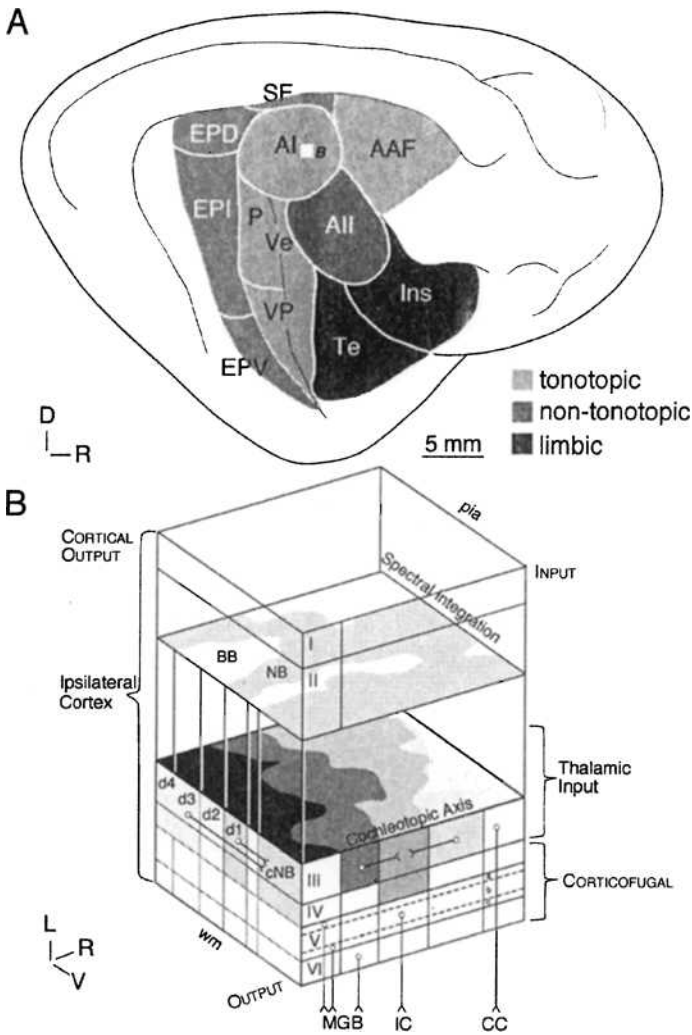 A
SF
EPD
AI
B
AAF
EPI
P
AII
Ve
Ins
VP
Te
EPV
tonotopic
non-tonotopic
limbic
D
R
5 mm
B
CORTICAL
OUTPUT
pia
INPUT
Spectral Integration
I
BB
NB
II
Ipsilateral
Cortex
Thalamic
Input
d4
d3
d2
d1
cNB
Cochleotopic Axis
III
CORTICOFUGAL
IV
V
VI
L
R
V
wm
OUTPUT
MGB
IC
CC